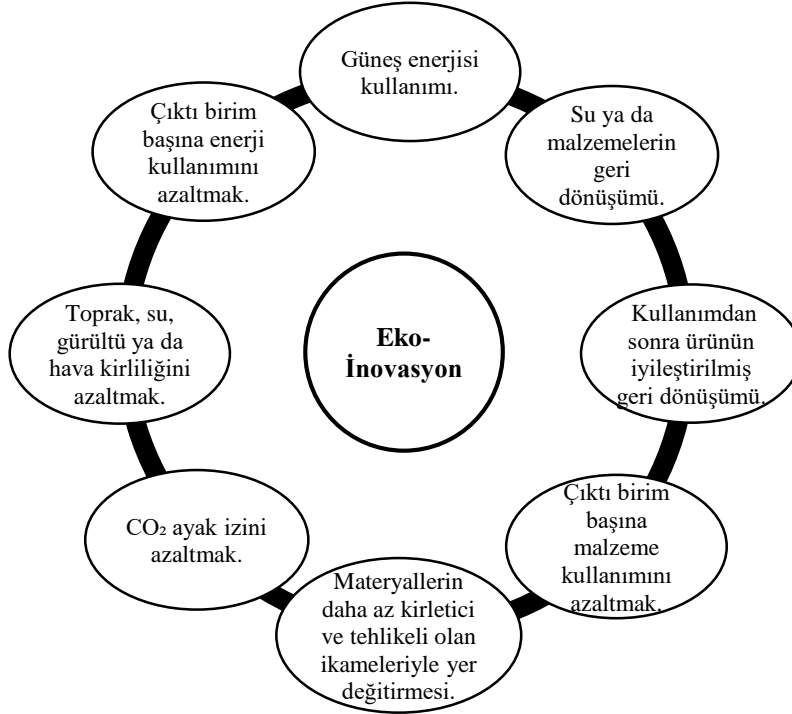 Güneş enerjisi
kullanımı.
Su ya da
malzemelerin
geri
dönüşümü.
Kullanımdan
sonra ürünün
iyileştirilmiş
geri dönüşümü.
Çıktı birim
başına
malzeme
kullanımını
azaltmak.
Materyallerin
daha az kirletici
ve tehlikeli olan
ikameleriyle yer
değitirmesi.
CO₂ ayak izini
azaltmak.
Toprak, su,
gürültü ya da
hava kirliliğini
azaltmak.
Çıktı birim
başına enerji
kullanımını
azaltmak.
Eko-
İnovasyon